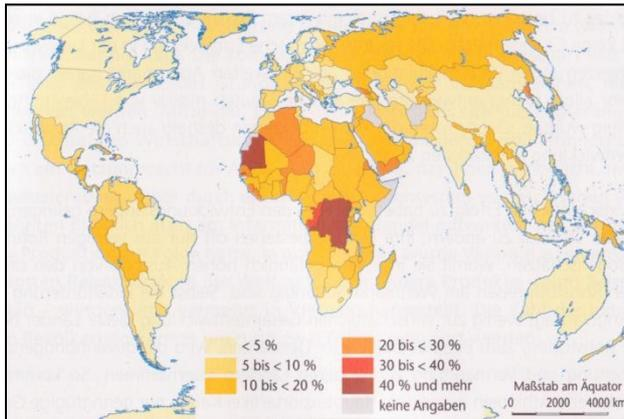 < 5 %
5 bis < 10 %
10 bis < 20 %
20 bis < 30 %
30 bis < 40 %
40 % und mehr
keine Angaben
Maßstab am Äquator
0 2000 4000 km